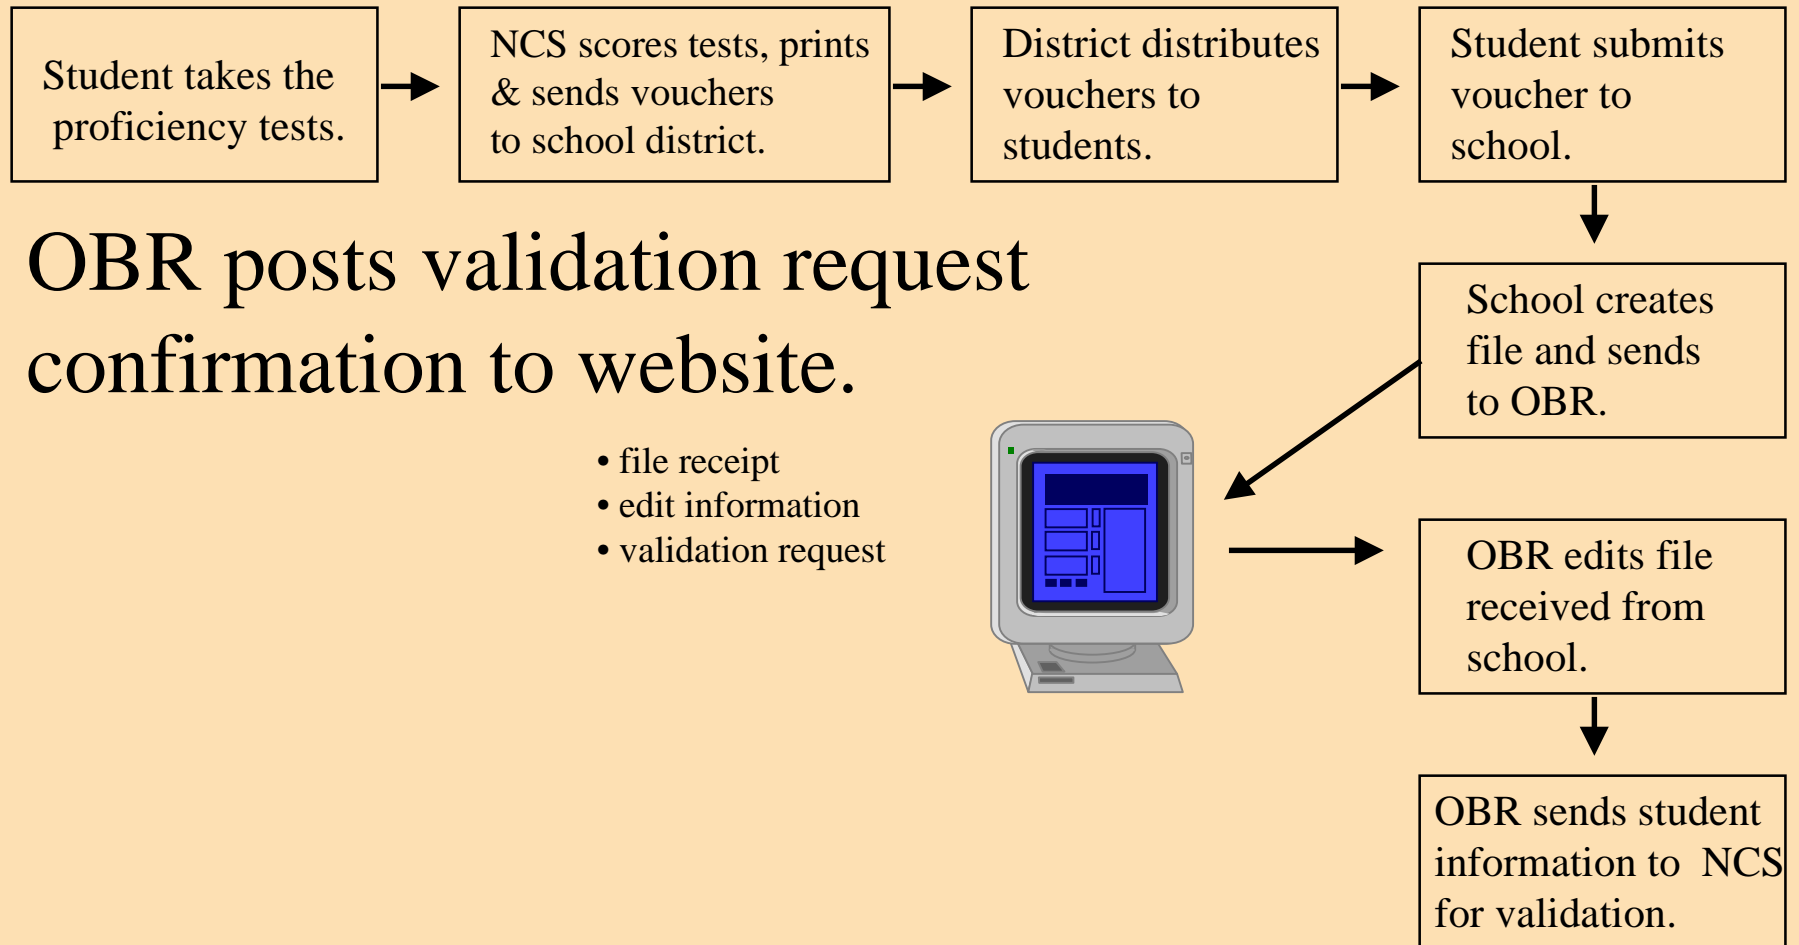 Student takes the
proficiency tests.
NCS scores tests, prints
& sends vouchers
to school district.
District distributes
vouchers to
students.
Student submits
voucher to
school.
OBR posts validation request
confirmation to website.
School creates
file and sends
to OBR.
• file receipt
• edit information
• validation request
OBR edits file
received from
school.
OBR sends student
information to NCS
for validation.